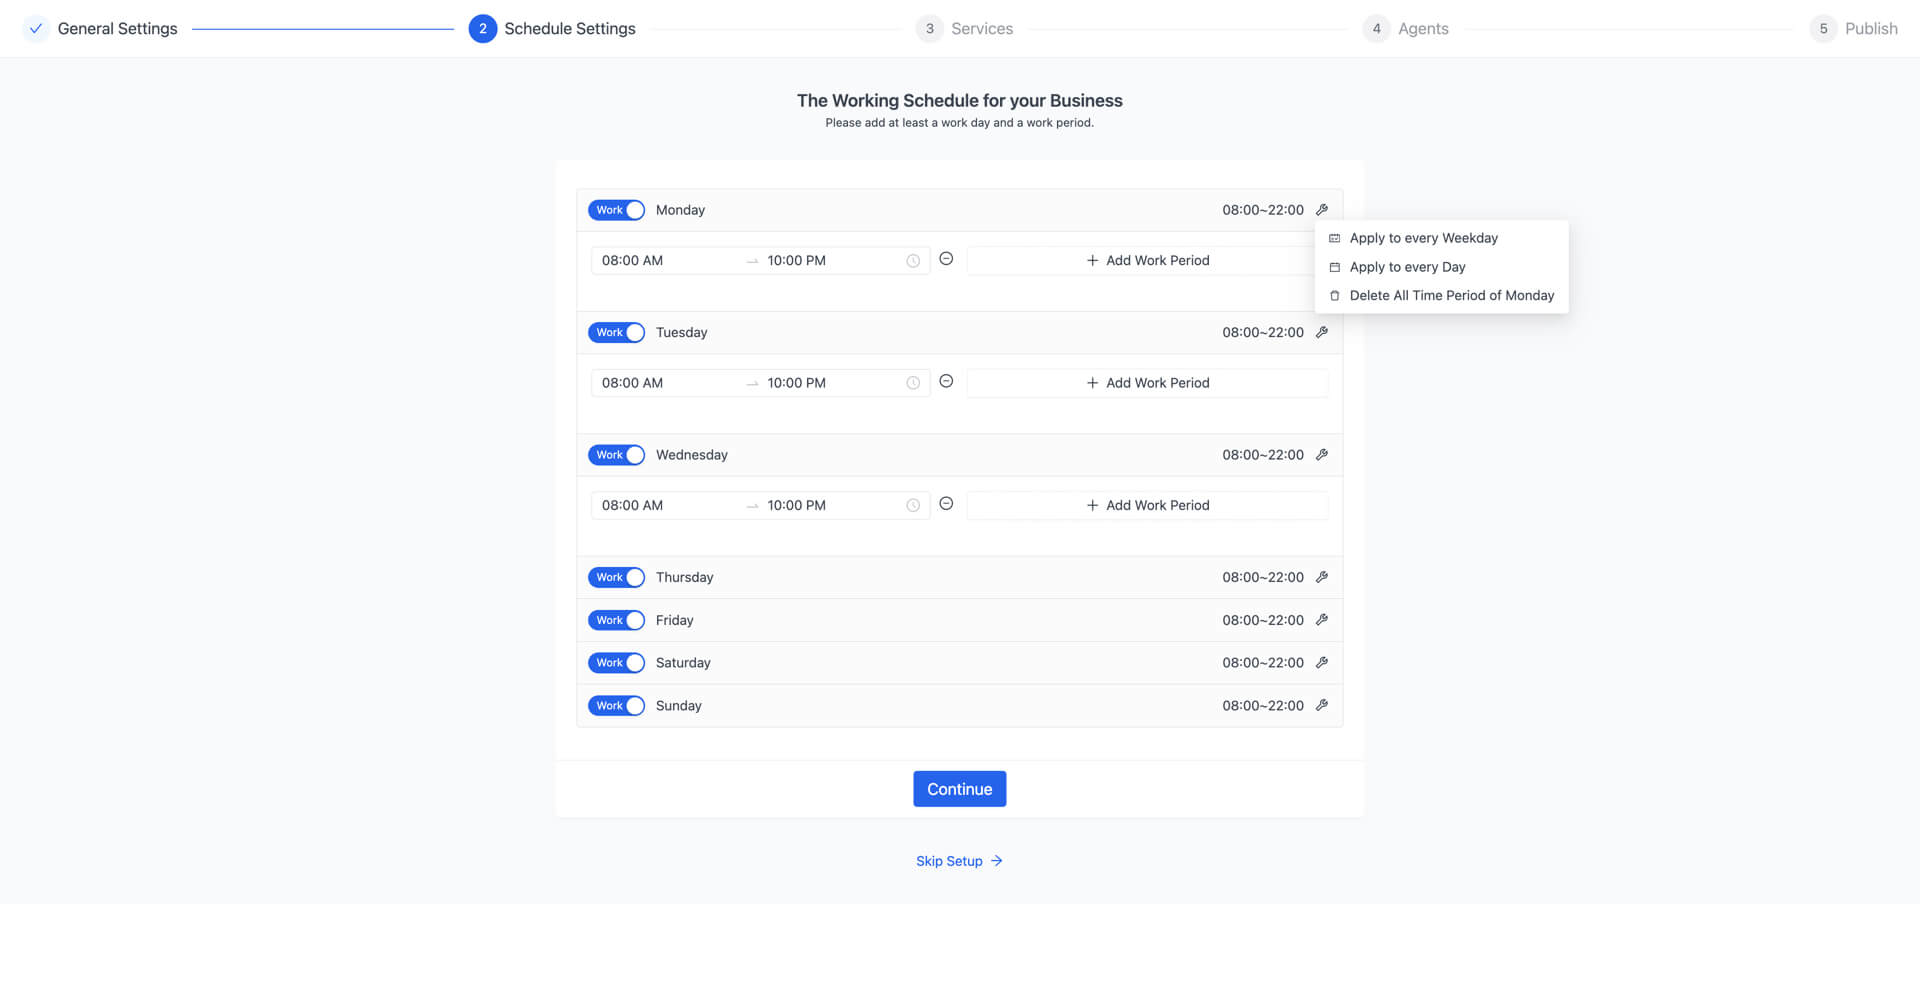 General Settings
2 Schedule Settings
3 Services
4 Agents
5 Publish
The Working Schedule for your Business
Please add at least a work day and a work period.
Work Monday 08:00~22:00
Apply to every Weekday
08:00 AM 10:00 PM Add Work Period
Apply to every Day
Delete All Time Period of Monday
Work Tuesday 08:00~22:00
08:00 AM 10:00 PM Add Work Period
Work Wednesday 08:00~22:00
08:00 AM 10:00 PM Add Work Period
Work Thursday 08:00~22:00
Work Friday 08:00~22:00
Work Saturday 08:00~22:00
Work Sunday 08:00~22:00
Continue
Skip Setup